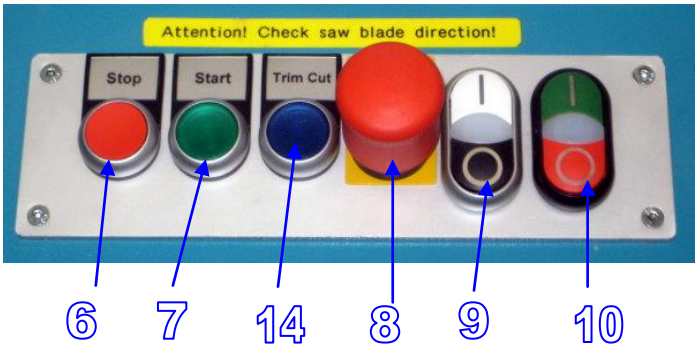 Attention! Check saw blade direction!
Stop Start Trim Cut
6 7 14 8 9 10